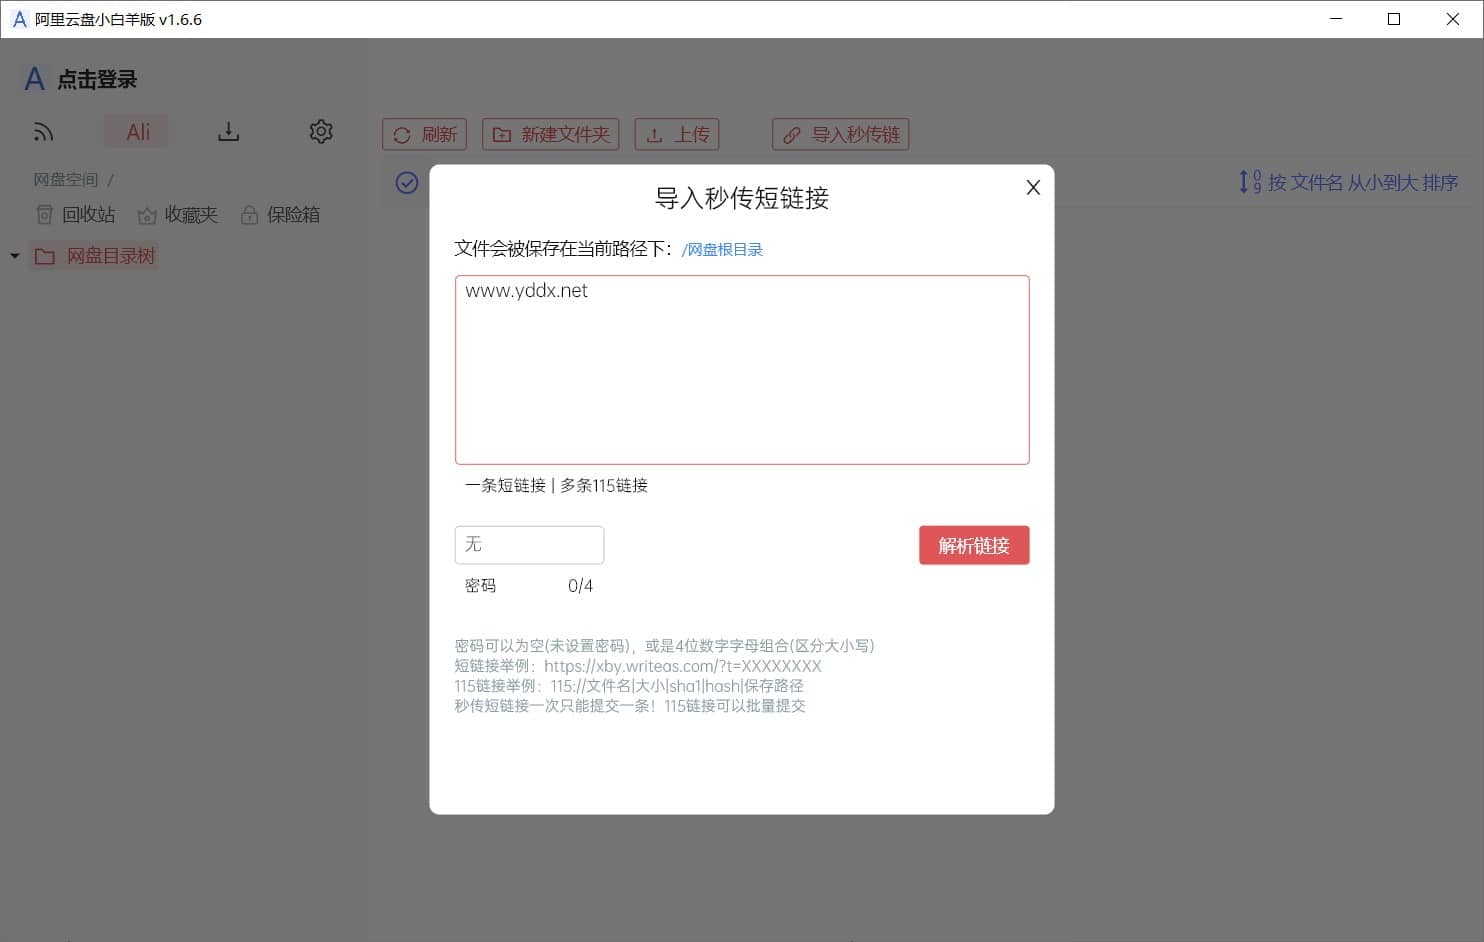 阿里云盘小白羊版 v1.6.6
点击登录
Ali
刷新
新建文件夹
上传
导入秒传链
网盘空间 /
回收站
收藏夹
保险箱
按 文件名 从小到大 排序
网盘目录树
导入秒传短链接
文件会被保存在当前路径下：/网盘根目录
www.yddx.net
一条短链接 | 多条115链接
无
解析链接
密码 0/4
密码可以为空(未设置密码)，或是4位数字字母组合(区分大小写)
短链接举例：https://xby.writeas.com/?t=XXXXXXXX
115链接举例：115://文件名|大小|sha1|hash|保存路径
秒传短链接一次只能提交一条！115链接可以批量提交